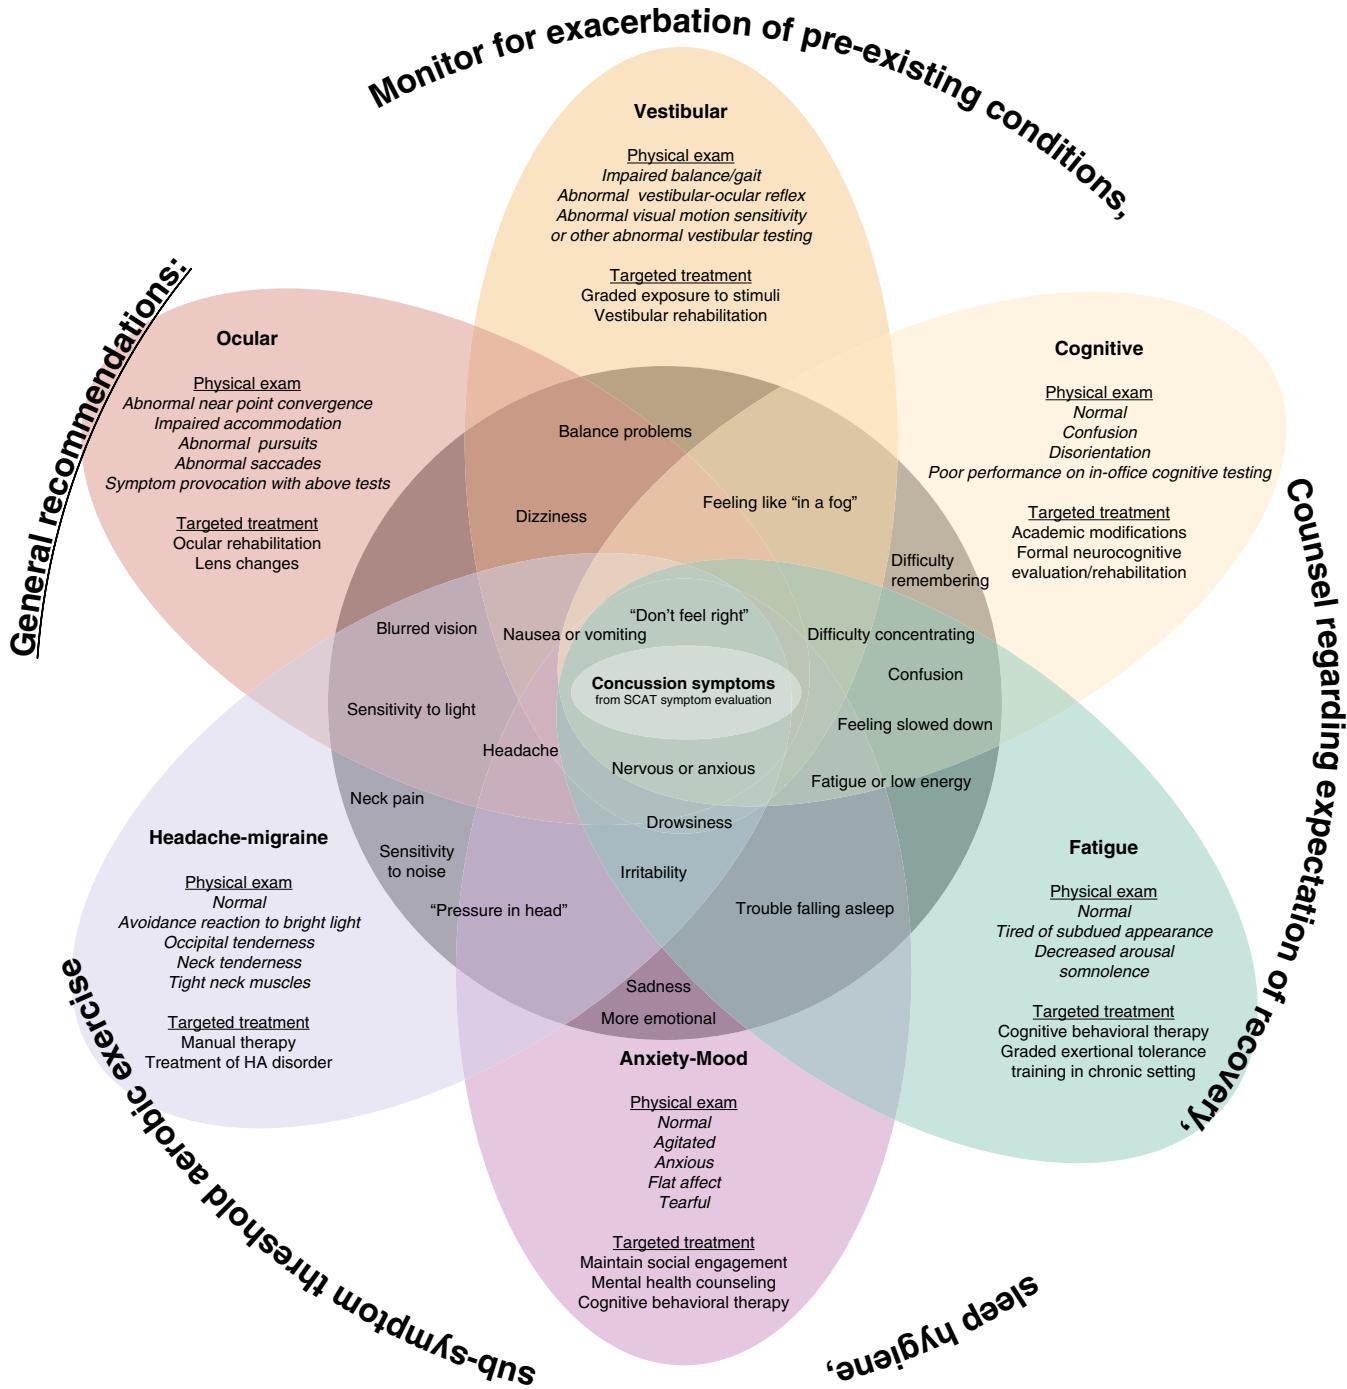 General recommendations:
Monitor for exacerbation of pre-existing conditions,
Counsel regarding expectation of recovery,
sleep hygiene,
sub-symptom threshold aerobic exercise
Vestibular
Physical exam
Impaired balance/gait
Abnormal vestibular-ocular reflex
Abnormal visual motion sensitivity
or other abnormal vestibular testing
Targeted treatment
Graded exposure to stimuli
Vestibular rehabilitation
Ocular
Physical exam
Abnormal near point convergence
Impaired accommodation
Abnormal pursuits
Abnormal saccades
Symptom provocation with above tests
Targeted treatment
Ocular rehabilitation
Lens changes
Cognitive
Physical exam
Normal
Confusion
Disorientation
Poor performance on in-office cognitive testing
Targeted treatment
Academic modifications
Formal neurocognitive
evaluation/rehabilitation
Balance problems
Feeling like “in a fog”
Dizziness
Difficulty
remembering
“Don’t feel right”
Blurred vision
Nausea or vomiting
Difficulty concentrating
Confusion
Concussion symptoms
from SCAT symptom evaluation
Sensitivity to light
Feeling slowed down
Headache
Nervous or anxious
Fatigue or low energy
Neck pain
Drowsiness
Sensitivity
to noise
Irritability
“Pressure in head”
Trouble falling asleep
Sadness
More emotional
Headache-migraine
Physical exam
Normal
Avoidance reaction to bright light
Occipital tenderness
Neck tenderness
Tight neck muscles
Targeted treatment
Manual therapy
Treatment of HA disorder
Fatigue
Physical exam
Normal
Tired of subdued appearance
Decreased arousal
somnolence
Targeted treatment
Cognitive behavioral therapy
Graded exertional tolerance
training in chronic setting
Anxiety-Mood
Physical exam
Normal
Agitated
Anxious
Flat affect
Tearful
Targeted treatment
Maintain social engagement
Mental health counseling
Cognitive behavioral therapy